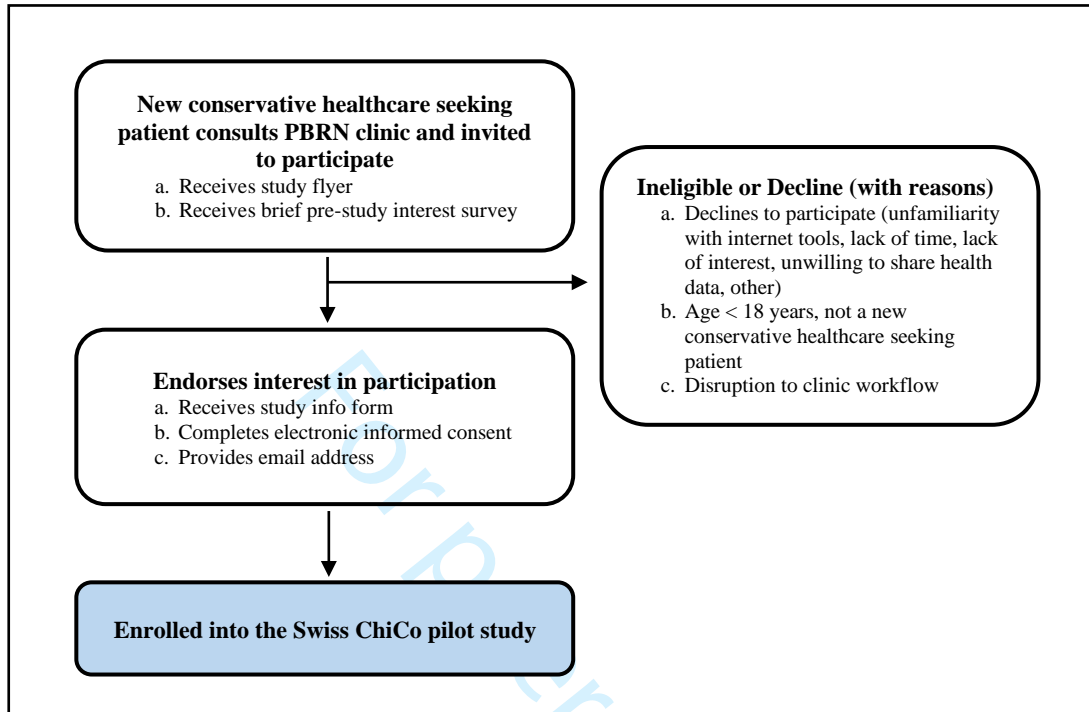 New conservative healthcare seeking
patient consults PBRN clinic and invited
to participate
a. Receives study flyer
b. Receives brief pre-study interest survey
Ineligible or Decline (with reasons)
a. Declines to participate (unfamiliarity
with internet tools, lack of time, lack
of interest, unwilling to share health
data, other)
b. Age < 18 years, not a new
conservative healthcare seeking
patient
c. Disruption to clinic workflow
Endorses interest in participation
a. Receives study info form
b. Completes electronic informed consent
c. Provides email address
Enrolled into the Swiss ChiCo pilot study
For peer